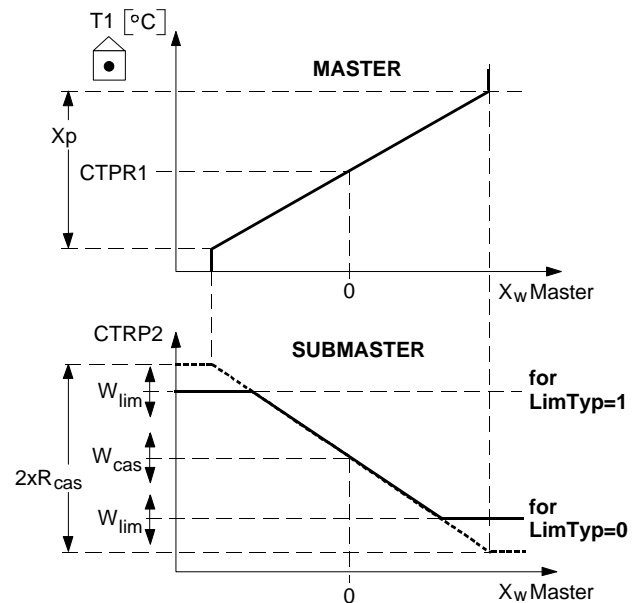 T1 [°C]
MASTER
Xp
CTPR1
0
Xw Master
CTRP2
SUBMASTER
for
LimTyp=1
Wlim
Wcas
2xRcas
Wlim
for
LimTyp=0
0
Xw Master